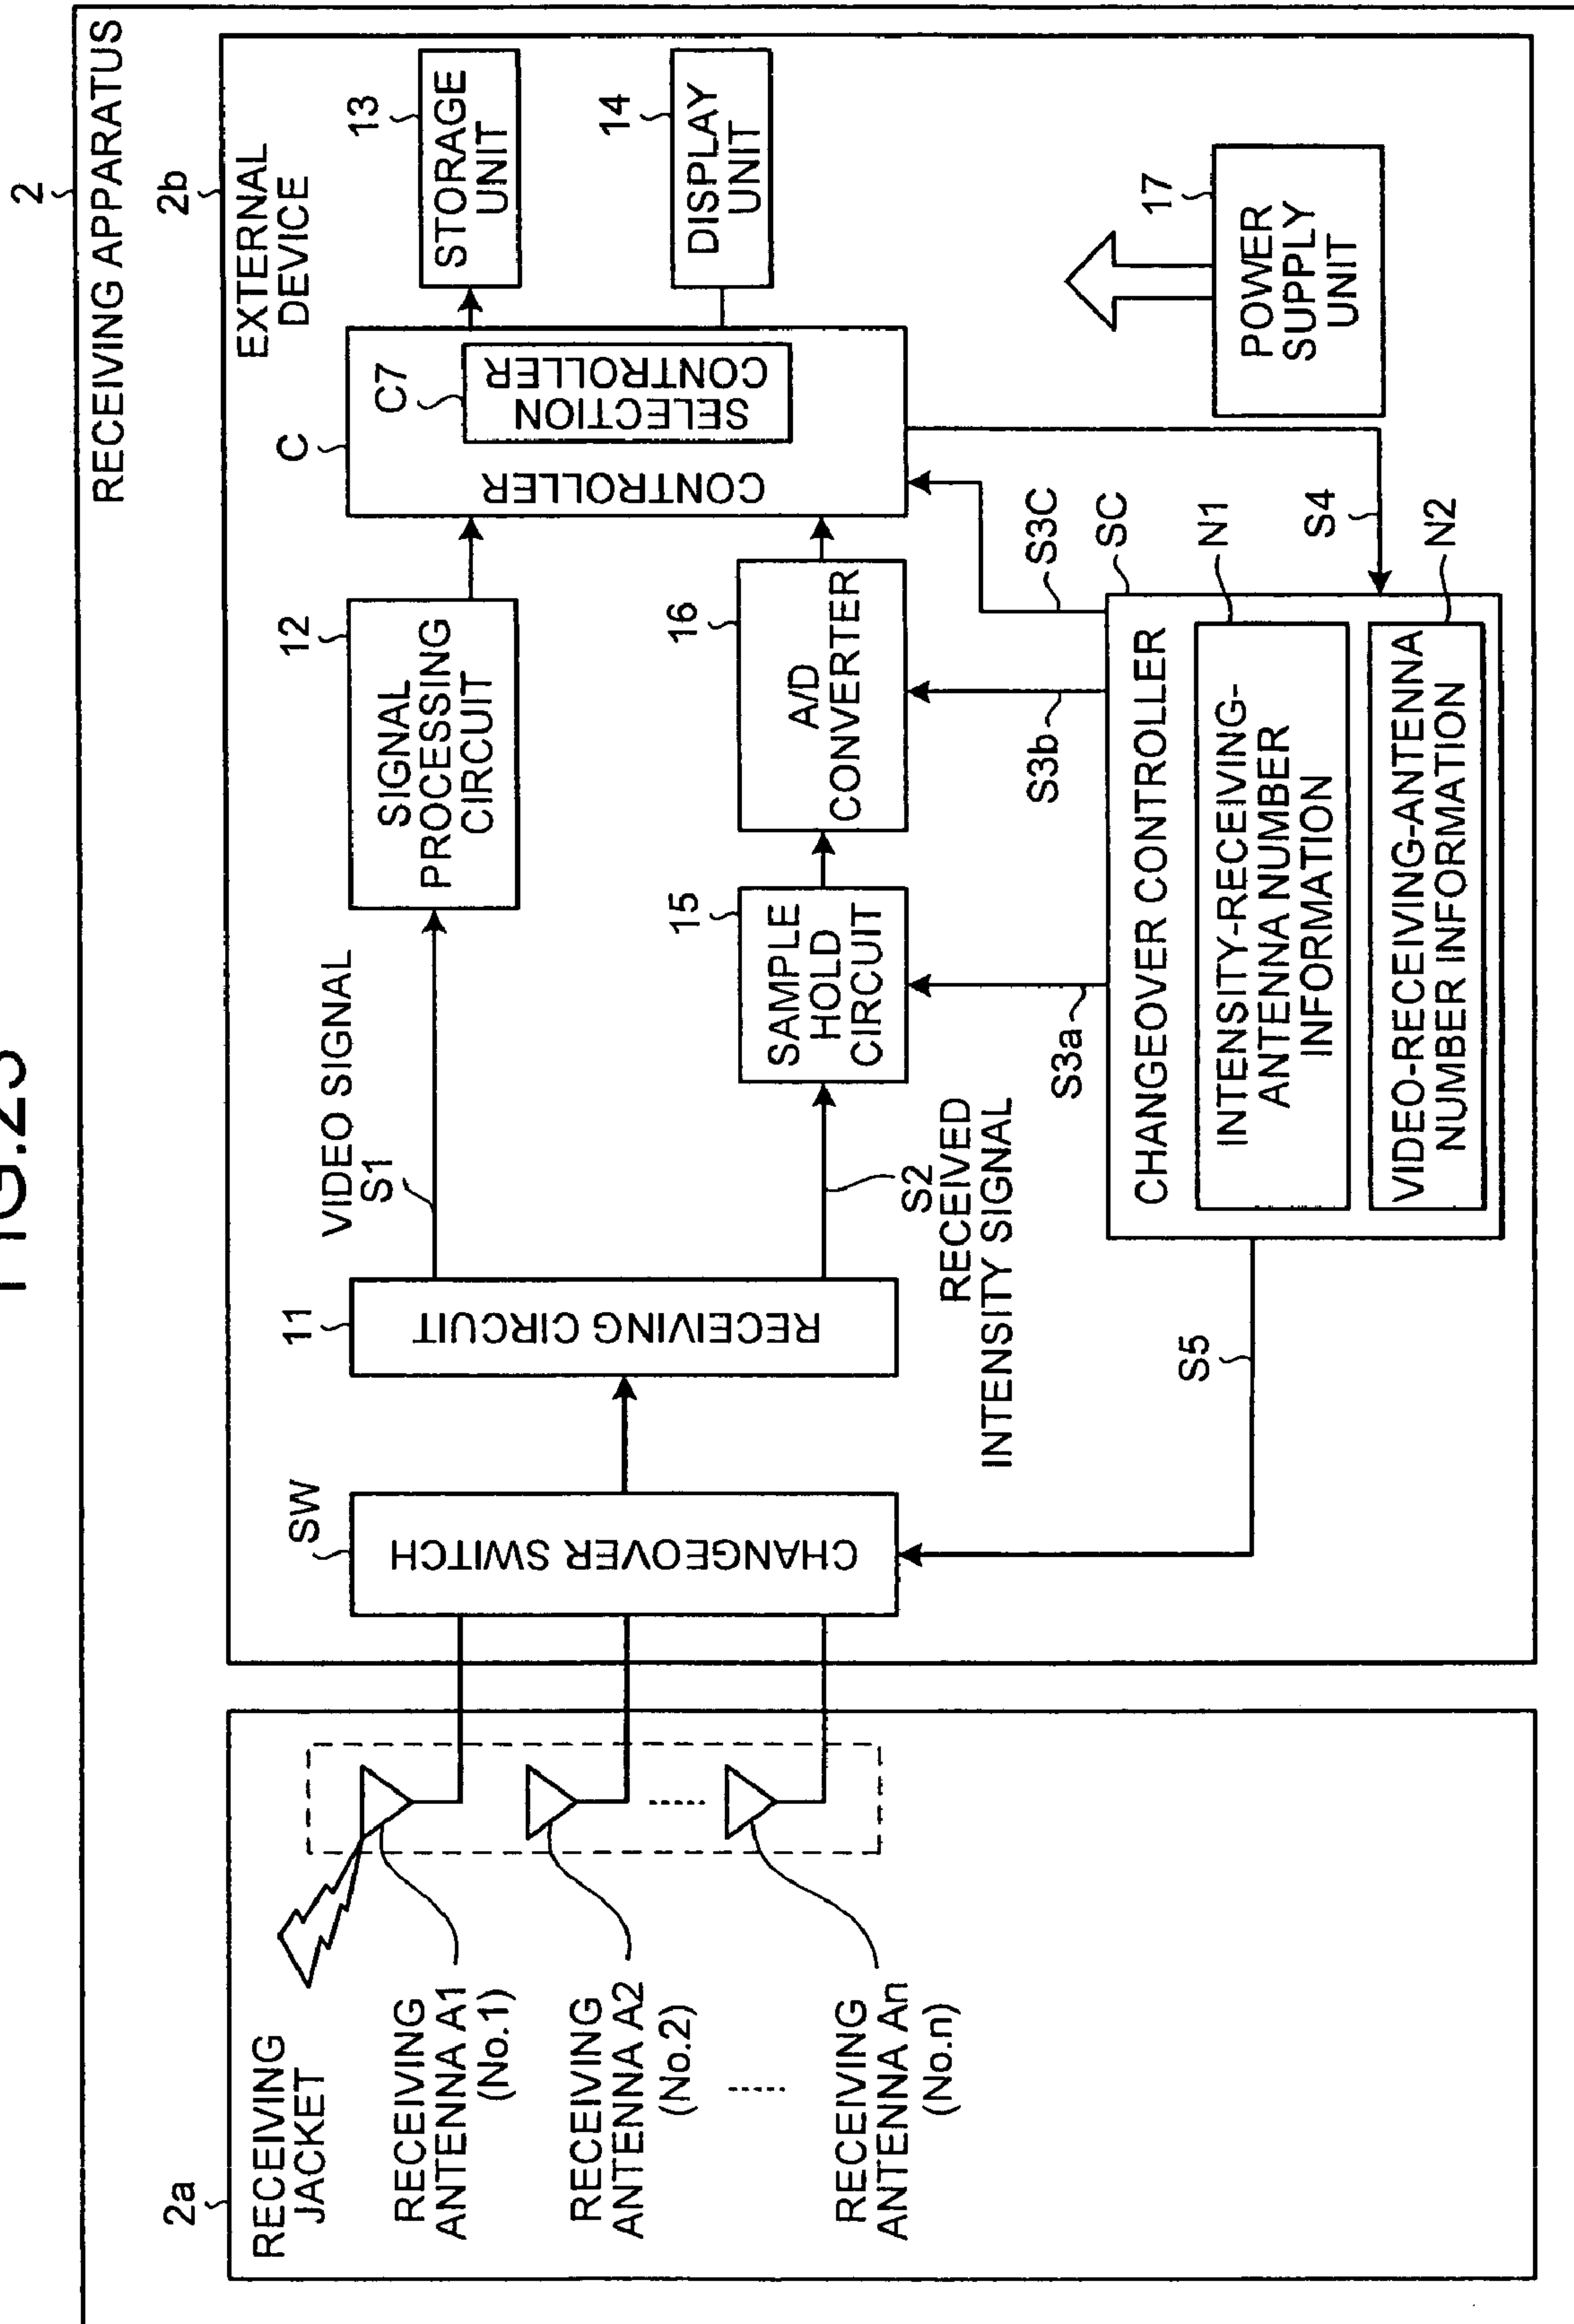 FIG.23
2
RECEIVING APPARATUS
2a
RECEIVING
JACKET
RECEIVING
ANTENNA A1
(No.1)
RECEIVING
ANTENNA A2
(No.2)
RECEIVING
ANTENNA An
(No.n)
2b
EXTERNAL
DEVICE
SW
CHANGEOVER SWITCH
11
RECEIVING CIRCUIT
VIDEO SIGNAL
S1
12
SIGNAL
PROCESSING
CIRCUIT
C
CONTROLLER
C7
SELECTION
CONTROLLER
13
STORAGE
UNIT
14
DISPLAY
UNIT
S2
RECEIVED
INTENSITY SIGNAL
15
SAMPLE
HOLD
CIRCUIT
16
A/D
CONVERTER
S3a
S3b
S3C
SC
CHANGEOVER CONTROLLER
N1
INTENSITY-RECEIVING-
ANTENNA NUMBER
INFORMATION
N2
VIDEO-RECEIVING-ANTENNA
NUMBER INFORMATION
S4
S5
17
POWER
SUPPLY
UNIT